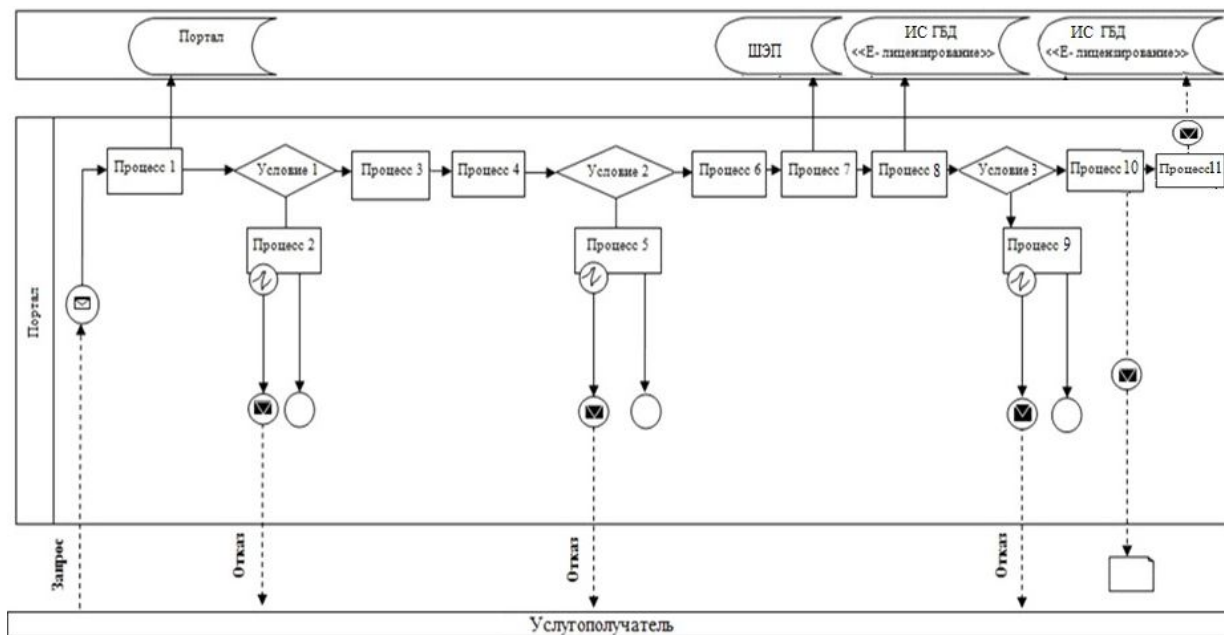 Портал
ШЭП
ИС ГБД
<<Е- лицензирование>>
ИС ГБД
<<Е- лицензирование>>
Портал
Процесс 1
Условие 1
Процесс 3
Процесс 4
Условие 2
Процесс 6
Процесс 7
Процесс 8
Условие 3
Процесс 10
Процесс11
Процесс 2
Процесс 5
Процесс 9
Запрос
Отказ
Отказ
Отказ
Услугополучатель